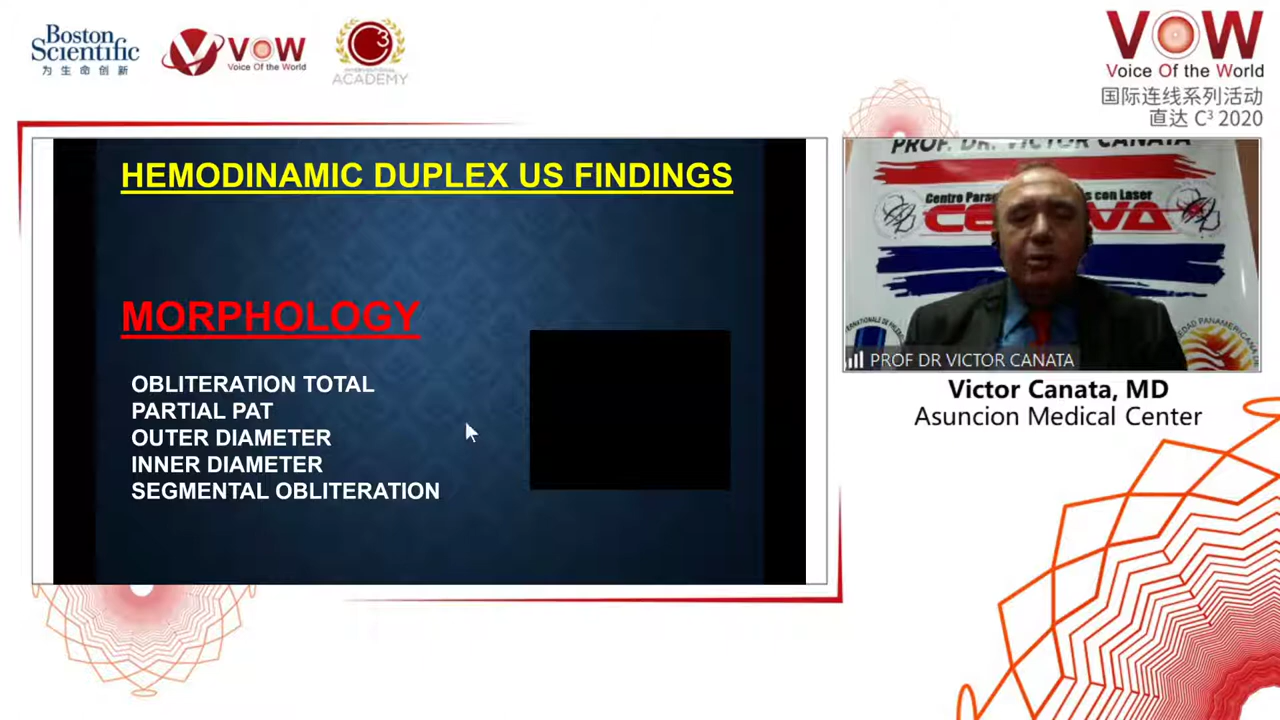 Boston
Scientific
为生命创新
VOW
Voice Of the World
C3
ACADEMY
VOW
Voice Of the World
国际连线系列活动
直达 C³ 2020
HEMODINAMIC DUPLEX US FINDINGS
MORPHOLOGY
OBLITERATION TOTAL
PARTIAL PAT
OUTER DIAMETER
INNER DIAMETER
SEGMENTAL OBLITERATION
PROF. DR. VICTOR CANATA
con Laser
PROF DR VICTOR CANATA
Victor Canata, MD
Asuncion Medical Center